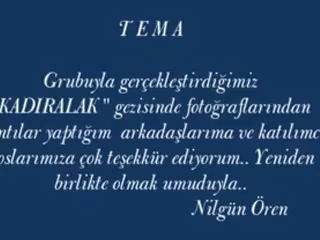 T E M A
Grubuyla gerçekleştirdiğimiz
KADIRALAK " gezisinde fotoğraflarından
ntılar yaptığım arkadaşlarıma ve katılımc
oslarımıza çok teşekkür ediyorum.. Yeniden
birlikte olmak umuduyla..
Nilgün Ören